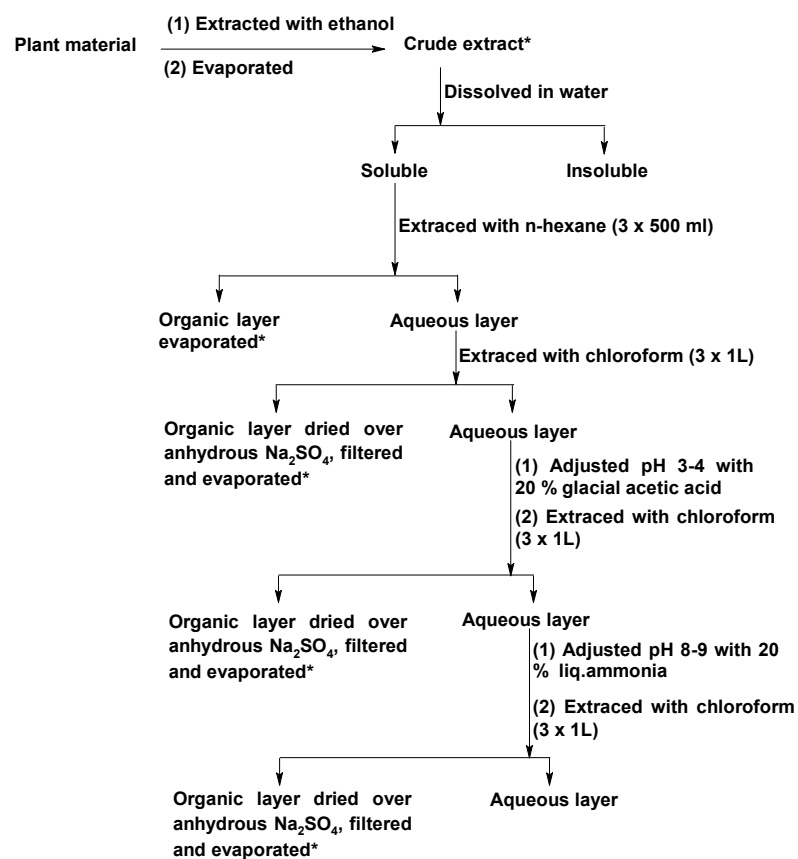 (1) Extracted with ethanol
Plant material
Crude extract*
(2) Evaporated
Dissolved in water
Soluble
Insoluble
Extraced with n-hexane (3 x 500 ml)
Organic layer
evaporated*
Aqueous layer
Extraced with chloroform (3 x 1L)
Organic layer dried over
anhydrous Na₂SO₄, filtered
and evaporated*
Aqueous layer
(1) Adjusted pH 3-4 with
20 % glacial acetic acid
(2) Extraced with chloroform
(3 x 1L)
Organic layer dried over
anhydrous Na₂SO₄, filtered
and evaporated*
Aqueous layer
(1) Adjusted pH 8-9 with 20
% liq.ammonia
(2) Extraced with chloroform
(3 x 1L)
Organic layer dried over
anhydrous Na₂SO₄, filtered
and evaporated*
Aqueous layer